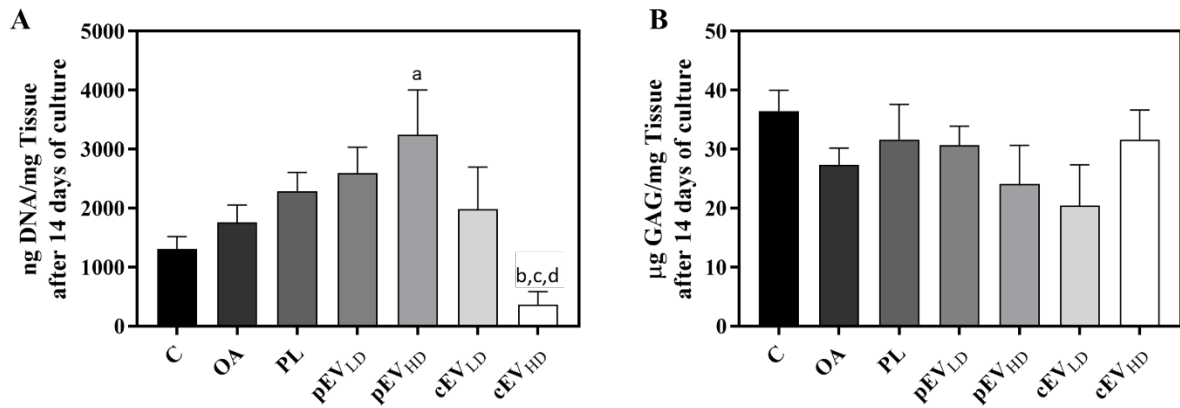 A
ng DNA/mg Tissue
after 14 days of culture
5000
4000
3000
2000
1000
0
a
b,c,d
C
OA
PL
pEVLD
pEVHD
cEVLD
cEVHD
B
µg GAG/mg Tissue
after 14 days of culture
50
40
30
20
10
0
C
OA
PL
pEVLD
pEVHD
cEVLD
cEVHD